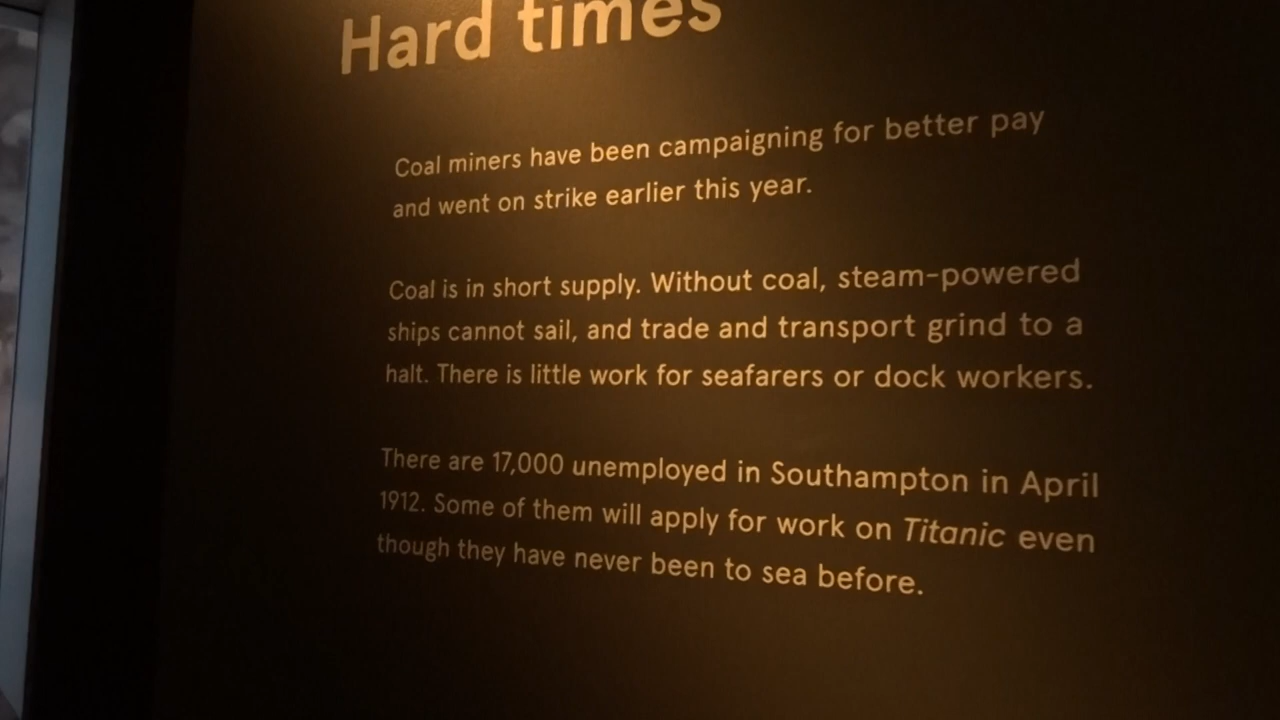 Hard times
Coal miners have been campaigning for better pay
and went on strike earlier this year.
Coal is in short supply. Without coal, steam-powered
ships cannot sail, and trade and transport grind to a
halt. There is little work for seafarers or dock workers.
There are 17,000 unemployed in Southampton in April
1912. Some of them will apply for work on Titanic even
though they have never been to sea before.